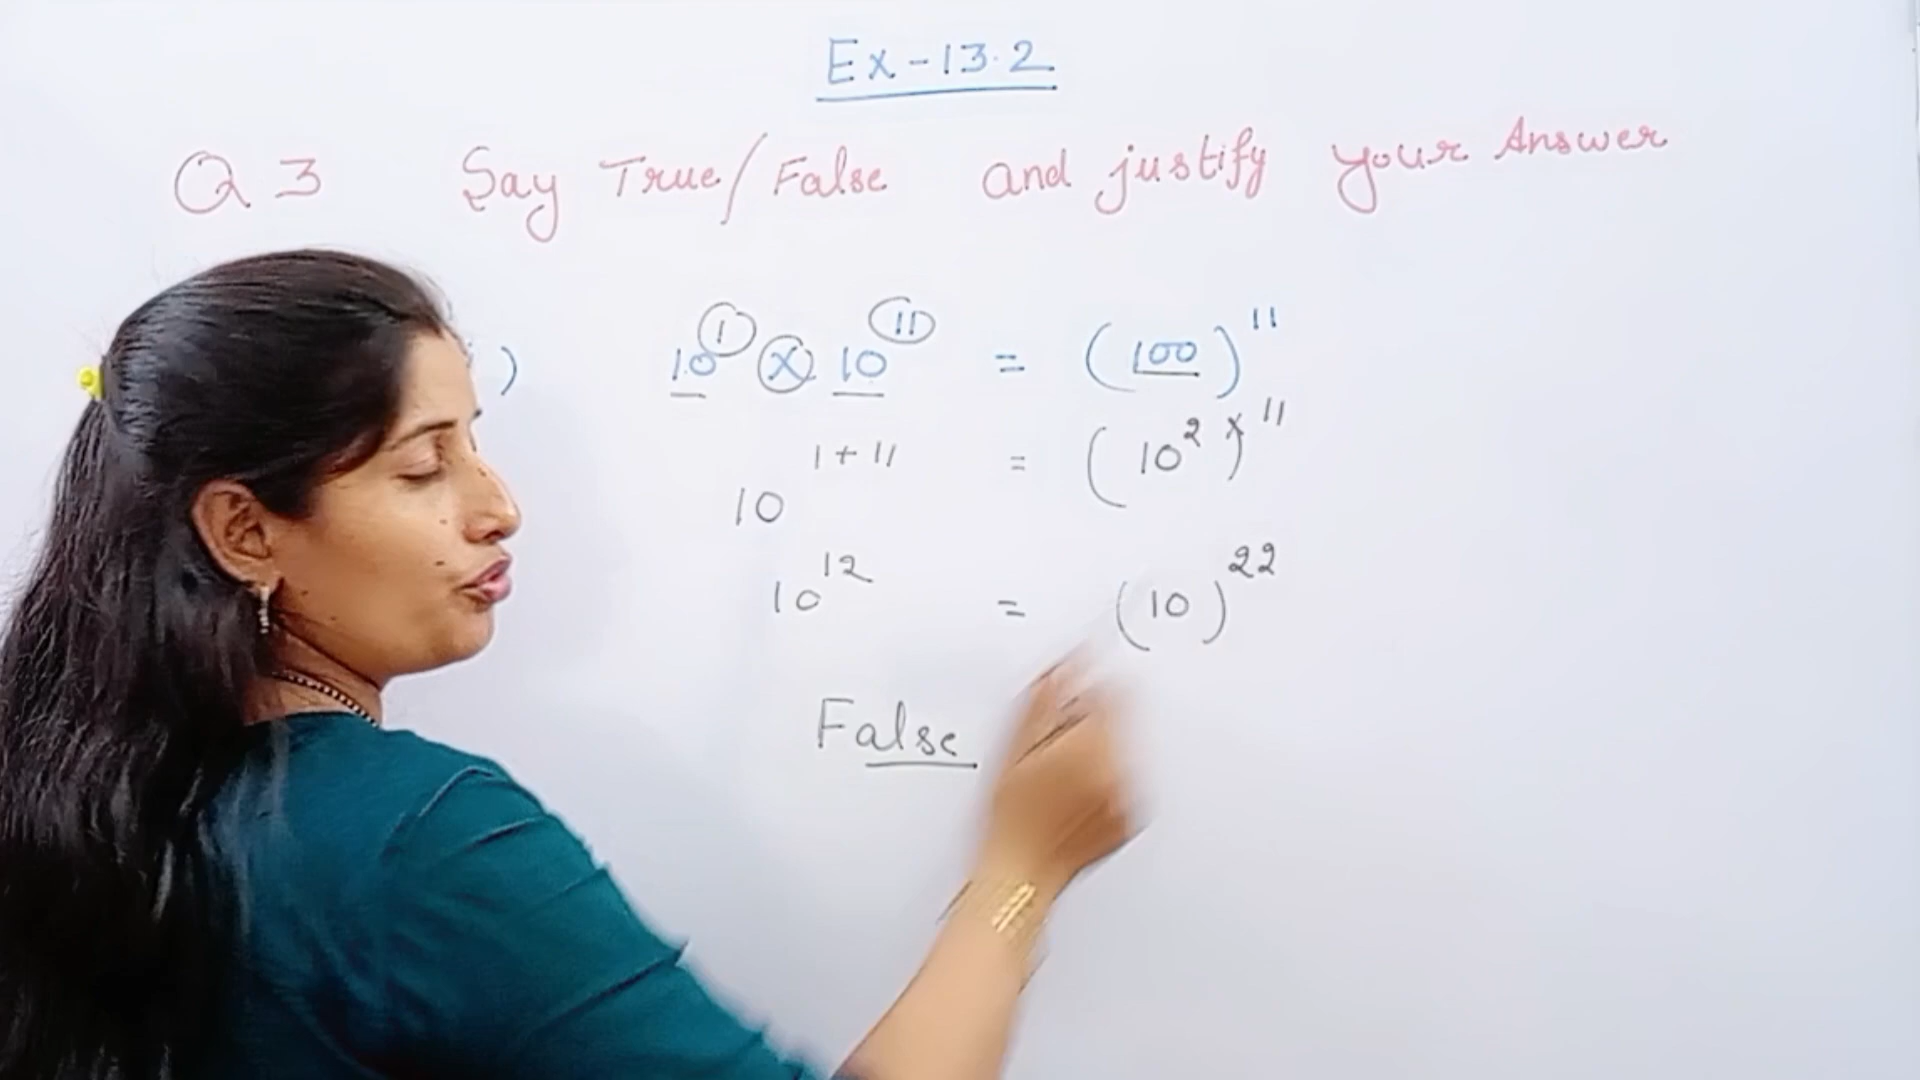 Ex-13.2
Q 3 Say True/False and justify your Answer
) 10¹ × 10¹¹ = (100)¹¹
10¹⁺¹¹ = (10²)ˣ¹¹
10¹² = (10)²²
False